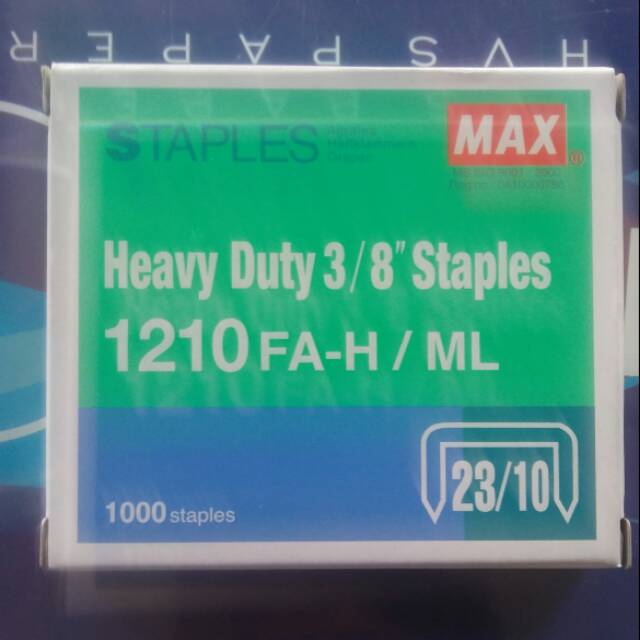 HVS PAPER
STAPLES
MAX®
Heavy Duty 3/8" Staples
1210 FA-H / ML
23/10
1000 staples